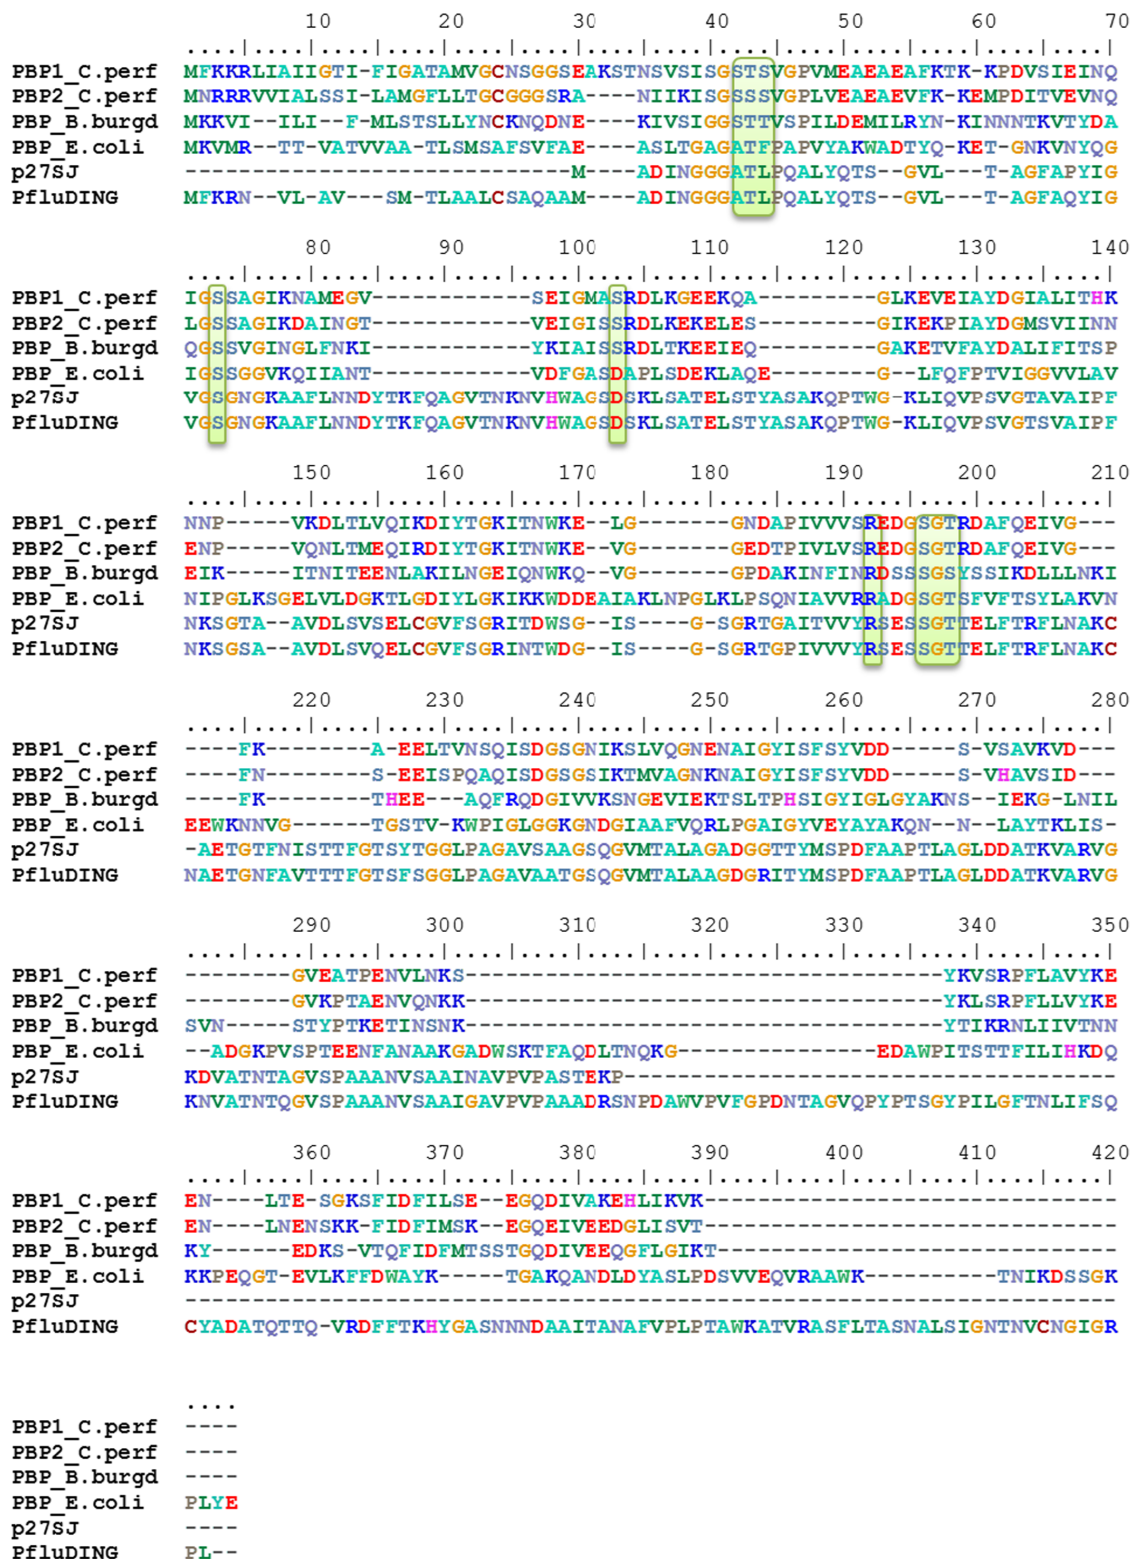 10 20 30 40 50 60 70
PBP1_C.perf MFKKRLIAIIGTI-FIGATAMVGCNSGGSEAKSTNSVSISGSTSVGPVMEAEAEAFKTK-KPDVSIEINQ
PBP2_C.perf MNRRRVVIALSSI-LAMGFLLTGCGGGSRA----NIIKISGSSSVGPLVEAEAEVFK-KEMPDITVEVNQ
PBP_B.burgd MKKVI--ILI--F-MLSTSLLYNCKNQDNE----KIVSIGGSTTVSPILDEMILRYN-KINNNTKVTYDA
PBP_E.coli MKVMR--TT-VATVVAA-TLSMSAFSVFAE----ASLTGAGATFPAPVYAKWADTYQ-KET-GNKVNYQG
p27SJ -----------------------------M----ADINGGGATLPQALYQTS--GVL--T-AGFAPYIG
PfluDING MFKRN--VL-AV---SM-TLAALCSAQAAM----ADINGGGATLPQALYQTS--GVL--T-AGFAQYIG
80 90 100 110 120 130 140
PBP1_C.perf IGSSAGIKNAMEGV------------SEIGMASRDLKGEEKQA---------GLKEVEIAYDGIALITHK
PBP2_C.perf LGSSAGIKDAINGT------------VEIGISSRDLKEKELES---------GIKEKPIAYDGMSVIINN
PBP_B.burgd QGSSVGINGLFNKI------------YKIAISSRDLTKEEIEQ---------GAKETVFAYDALIFITSP
PBP_E.coli IGSSGGVKQIIANT------------VDFGASDAPLSDEKLAQE--------G--LFQFPTVIGGVVLAV
p27SJ VGSGNGKAAFLNNDYTKFQAGVTNKNVHWAGSDSKLSATELSTYASAKQPTWG-KLIQVPSVGTAVAIPF
PfluDING VGSGNGKAAFLNNDYTKFQAGVTNKNVHWAGSDSKLSATELSTYASAKQPTWG-KLIQVPSVGTSVAIPF
150 160 170 180 190 200 210
PBP1_C.perf NNP-----VKDLTLVQIKDIYTGKITNWKE--LG-------GNDAPIVVVSREDGSGTRDAFQEIVG---
PBP2_C.perf ENP-----VQNLTMEQIRDIYTGKITNWKE--VG-------GEDTPIVLVSREDGSGTRDAFQEIVG---
PBP_B.burgd EIK-----ITNITEENLAKILNGEIQNWKQ--VG-------GPDAKINFINRDSSSGSYSSIKDLLLNKI
PBP_E.coli NIPGLKSGELVLDGKTLGDIYLGKIKKWDDEAIAKLNPGLKLPSQNIAVVRRADGSGTSFVFTSYLAKVN
p27SJ NKSGTA--AVDLSVSELCGVFSGRITDWSG--IS-----G-SGRTGAITVVYRSESSGTTELFTRFLNAKC
PfluDING NKSGSA--AVDLSVQELCGVFSGRINTWDG--IS-----G-SGRTGPIVVVYRSESSGTTELFTRFLNAKC
220 230 240 250 260 270 280
PBP1_C.perf ----FK--------A-EELTVNSQISDGSGNIKSLVQGNENAIGYISFSYVDD-----S-VSAVKVD---
PBP2_C.perf ----FN--------S-EEISPQAQISDGSGSIKTMVAGNKNAIGYISFSYVDD-----S-VHAVSID---
PBP_B.burgd ----FK--------THEE---AQFRQDGIVVKSNGEVIEKTSLTPHSIGYIGLGYAKNS--IEKG-LNIL
PBP_E.coli EEWKNNVG------TGSTV-KWPIGLGGKGNDGIAAFVQRLPGAIGYVEYAYAKQN--N-LAYTKLIS-
p27SJ -AETGTFNISTTFGTSYTGGLPAGAVSAAGSQGVMTALAGADGGTTYMSPDFAAPTLAGLDDATKVARVG
PfluDING NAETGNFAVTTTFGTSFSGGLPAGAVAATGSQGVMTALAAGDGRITYMSPDFAAPTLAGLDDATKVARVG
290 300 310 320 330 340 350
PBP1_C.perf --------GVEATPENVLNKS------------------------------------YKVSRPFLAVYKE
PBP2_C.perf --------GVKPTAENVQNKK------------------------------------YKLSRPFLLVYKE
PBP_B.burgd SVN-----STYPTKETINSNK------------------------------------YTIKRNLIIVTNN
PBP_E.coli --ADGKPVSPTEENFANAAKGADWSKTFAQDLTNQKG---------------EDAWPITSTTFILIHKDQ
p27SJ KDVATNTAGVSPAAANVSAAINAVPVPASTEKP-------------------------------------
PfluDING KNVATNTQGVSPAAANVSAAIGAVPVPAAADRSNPDAWVPVFGPDNTAGVQPYPTSGYPILGFTNLIFSQ
360 370 380 390 400 410 420
PBP1_C.perf EN----LTE-SGKSFIDFILSE--EGQDIVAKEHLIKVK-------------------------------
PBP2_C.perf EN----LNENSKK-FIDFIMSK--EGQEIVEEDGLISVT-------------------------------
PBP_B.burgd KY------EDKS-VTQFIDFMTSSTGQDIVEEQGFLGIKT------------------------------
PBP_E.coli KKPEQGT-EVLKFFDWAYK-----TGAKQANDLDYASLPDSVVEQVRAAWK----------TNIKDSSGK
p27SJ ----------------------------------------------------------------------
PfluDING CYADATQTTQ-VRDFFTKHYGASNNNDAAITANAFVPLPTAWKATVRASFLTASNALSIGNTNVCNGIGR
PBP1_C.perf ----
PBP2_C.perf ----
PBP_B.burgd ----
PBP_E.coli PLYE
p27SJ ----
PfluDING PL--